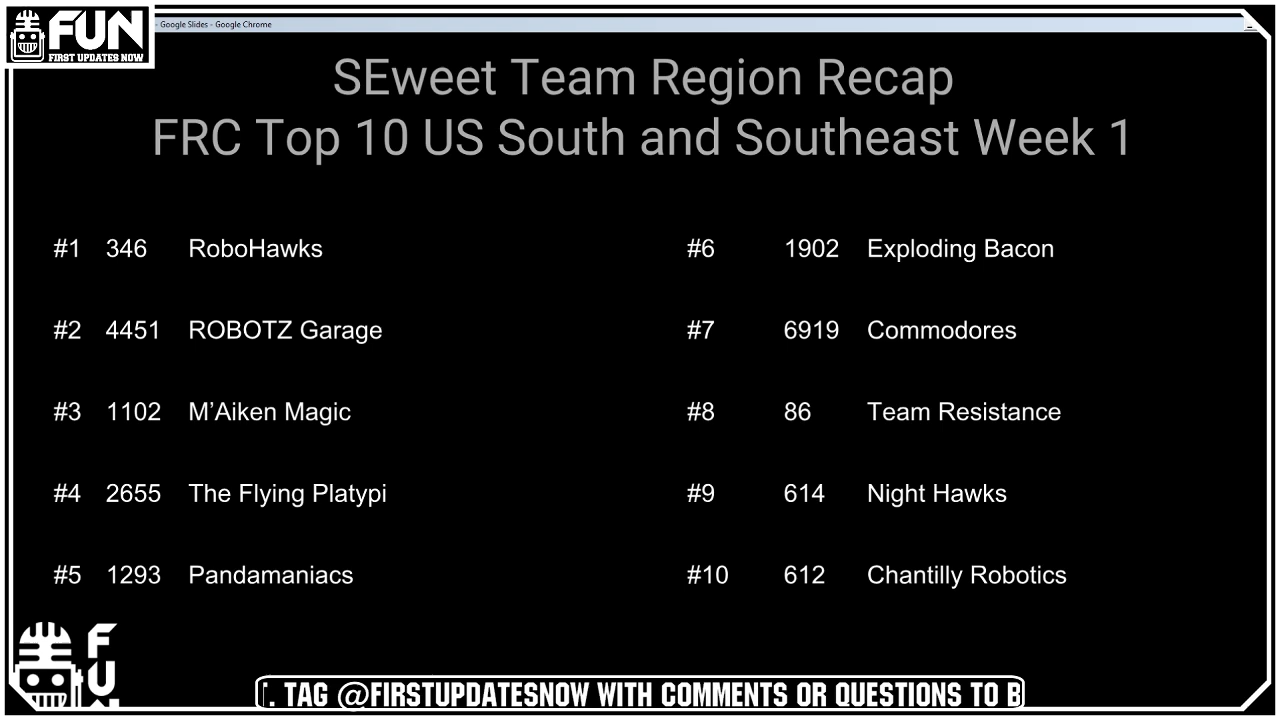 FUN
FIRST UPDATES NOW
- Google Slides - Google Chrome
SEweet Team Region Recap
FRC Top 10 US South and Southeast Week 1
#1 346 RoboHawks
#2 4451 ROBOTZ Garage
#3 1102 M’Aiken Magic
#4 2655 The Flying Platypi
#5 1293 Pandamaniacs
#6 1902 Exploding Bacon
#7 6919 Commodores
#8 86 Team Resistance
#9 614 Night Hawks
#10 612 Chantilly Robotics
FUN
. TAG @FIRSTUPDATESNOW WITH COMMENTS OR QUESTIONS TO B